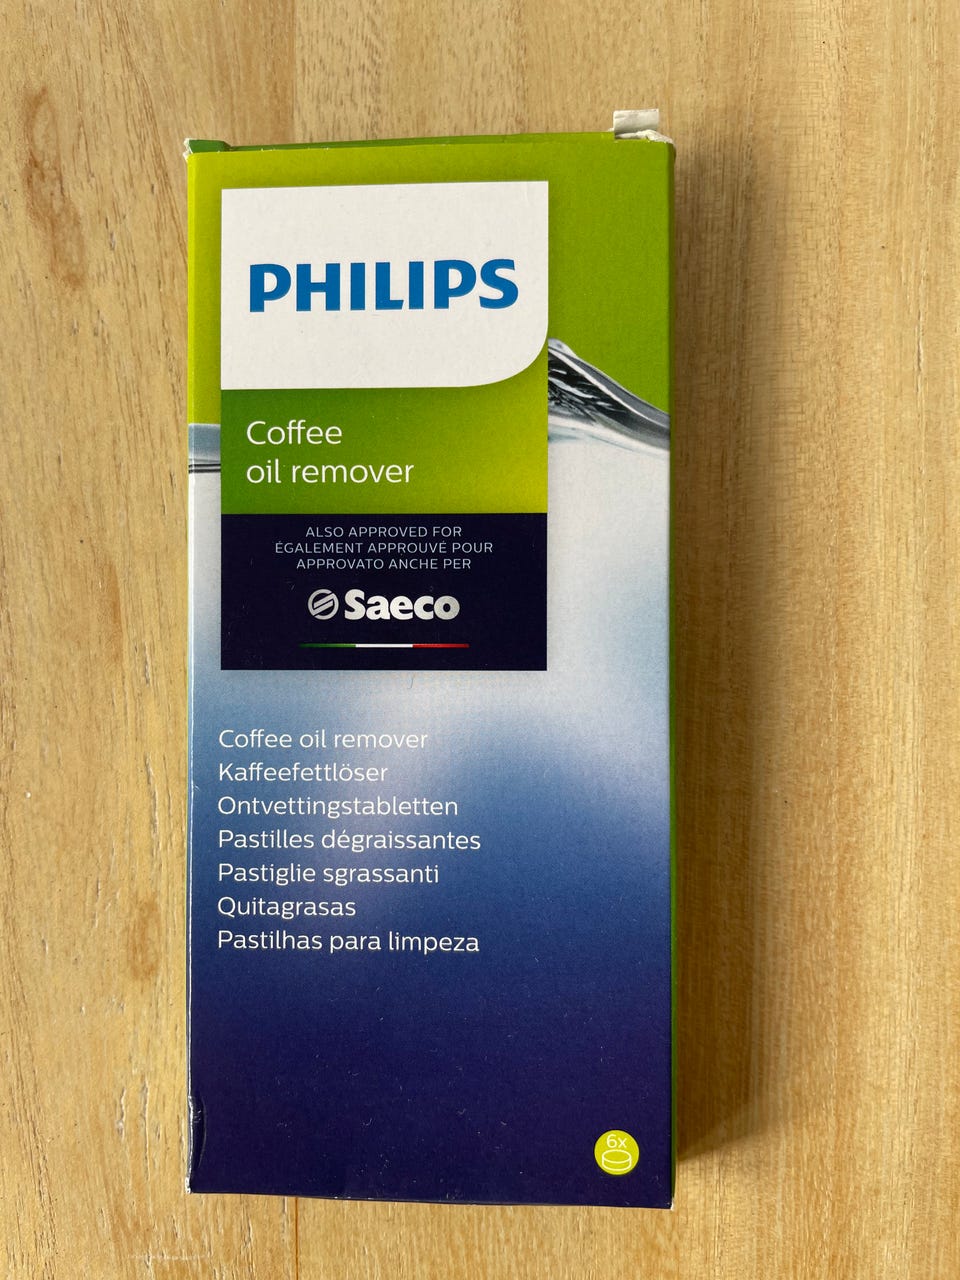 PHILIPS
Coffee
oil remover
ALSO APPROVED FOR
ÉGALEMENT APPROUVÉ POUR
APPROVATO ANCHE PER
Saeco
Coffee oil remover
Kaffeefettlöser
Ontvettingstabletten
Pastilles dégraissantes
Pastiglie sgrassanti
Quitagrasas
Pastilhas para limpeza
6x